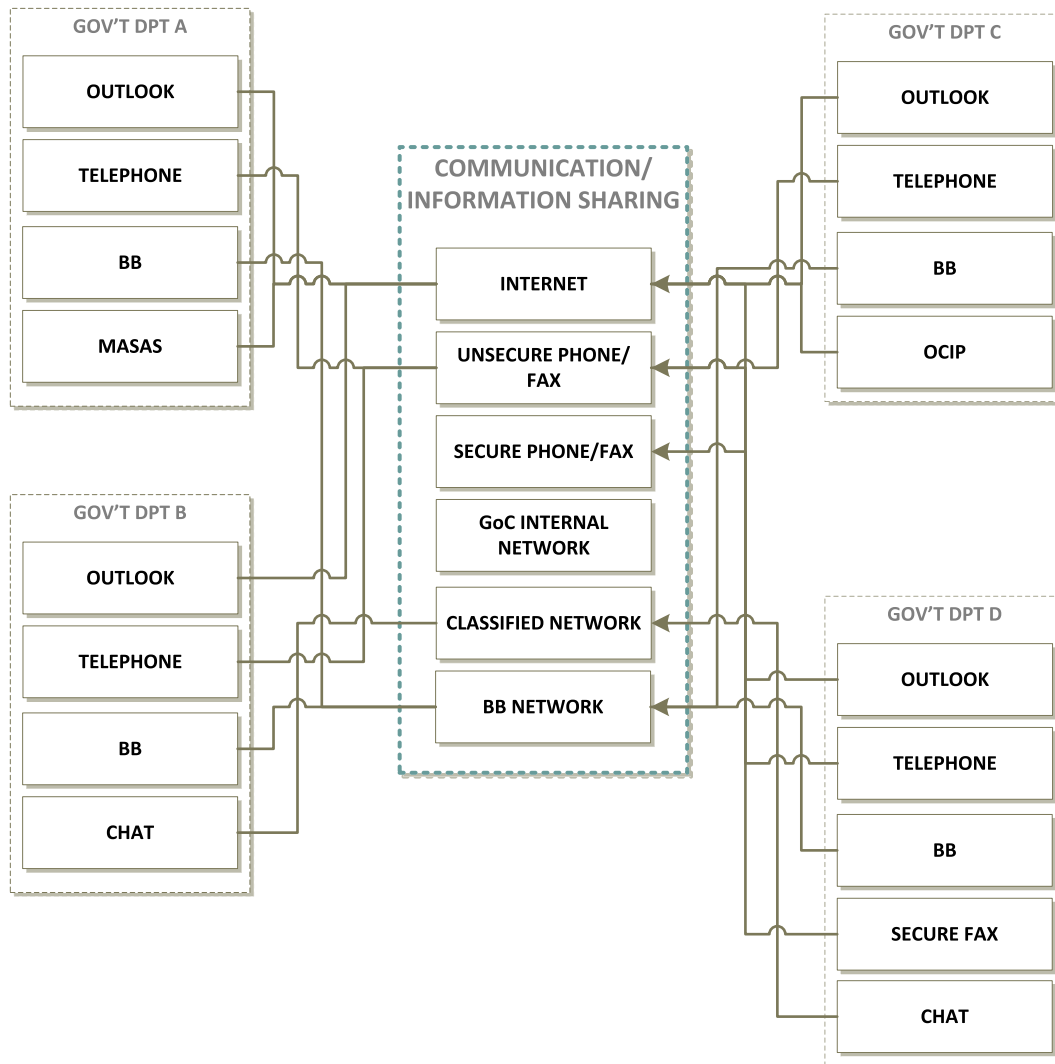 GOV'T DPT A
OUTLOOK
TELEPHONE
BB
MASAS
GOV'T DPT B
OUTLOOK
TELEPHONE
BB
CHAT
COMMUNICATION/
INFORMATION SHARING
INTERNET
UNSECURE PHONE/
FAX
SECURE PHONE/FAX
GoC INTERNAL
NETWORK
CLASSIFIED NETWORK
BB NETWORK
GOV'T DPT C
OUTLOOK
TELEPHONE
BB
OCIP
GOV'T DPT D
OUTLOOK
TELEPHONE
BB
SECURE FAX
CHAT